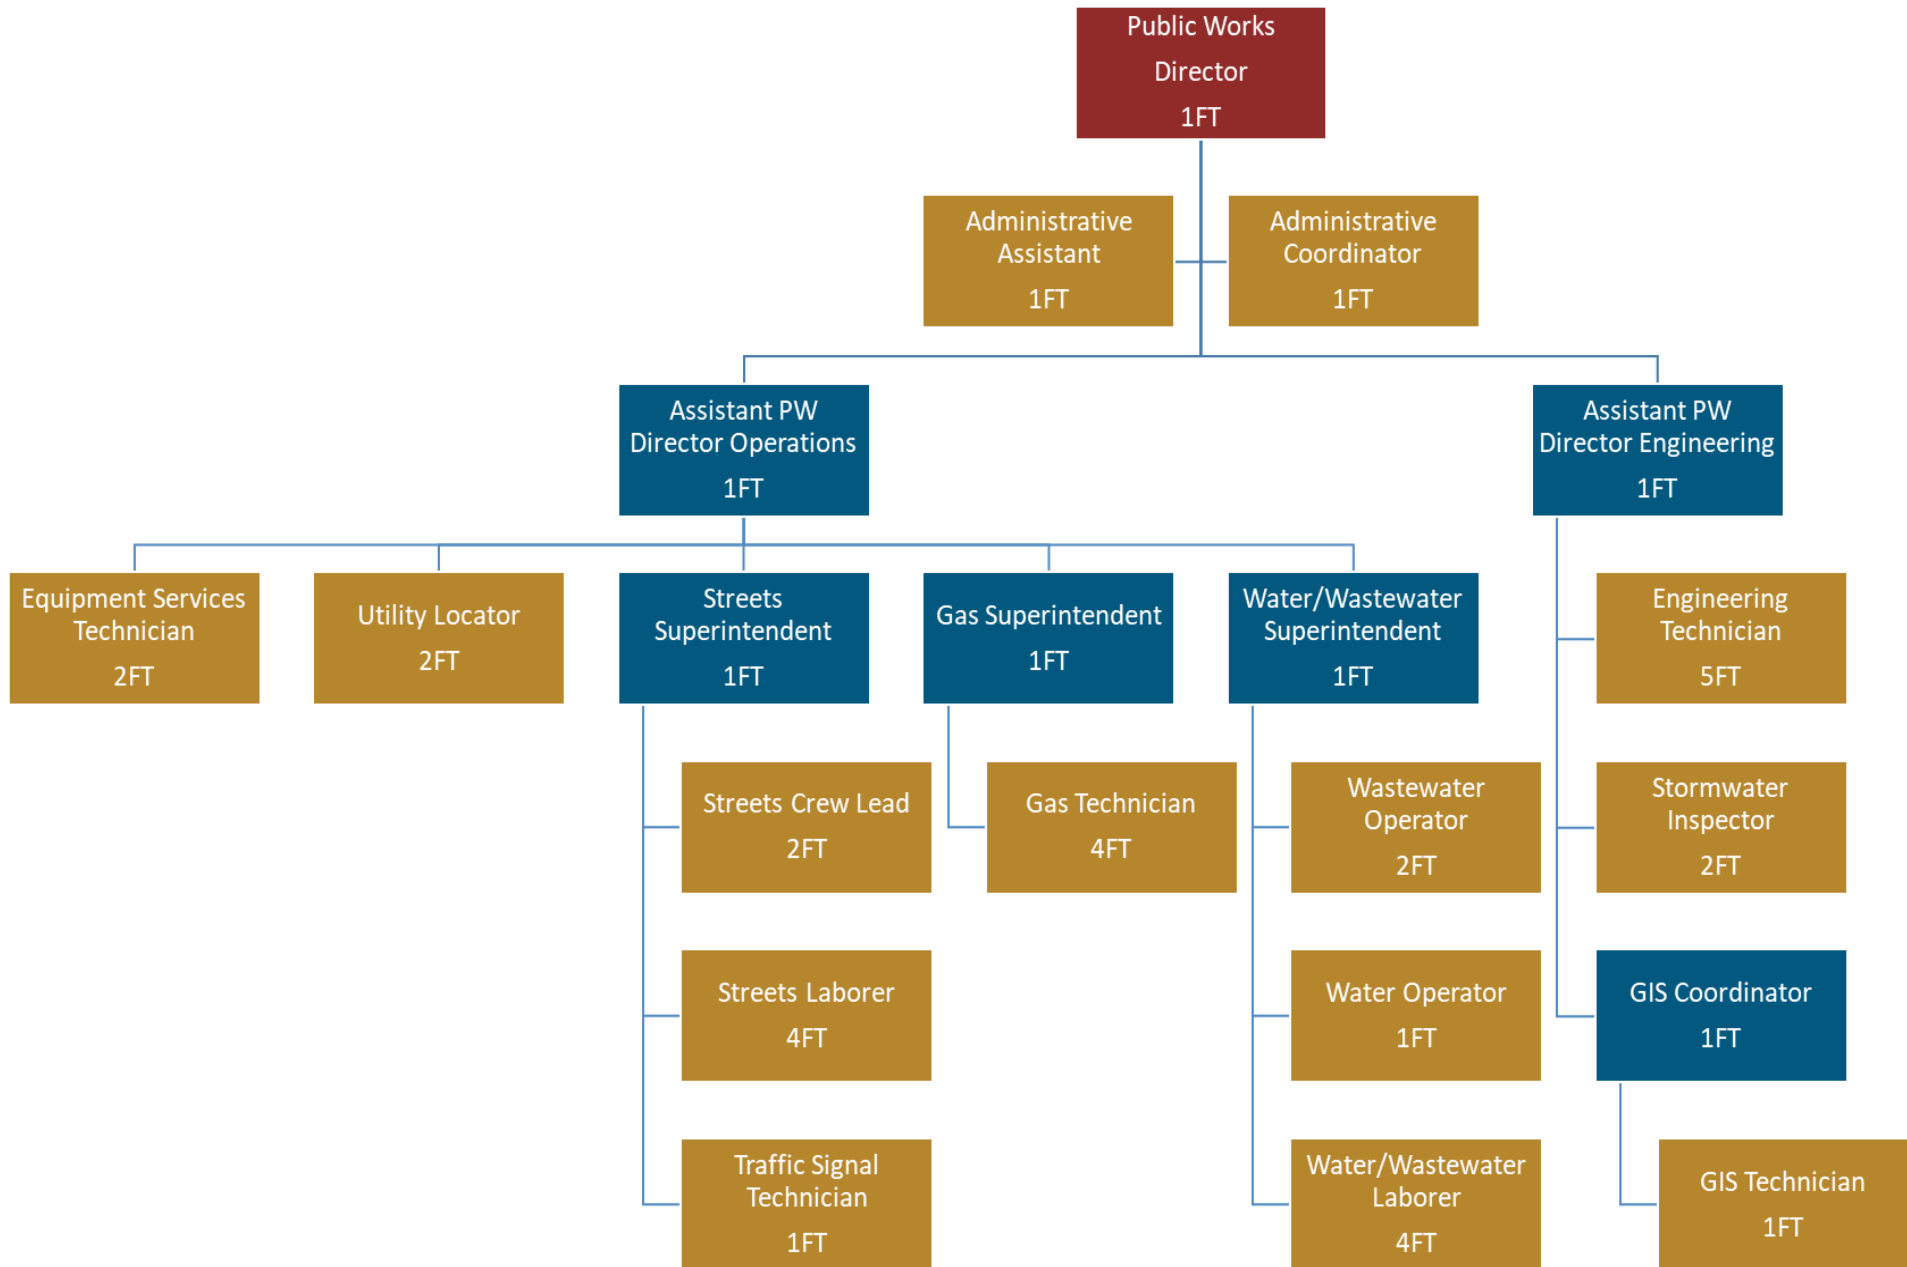 Public Works
Director
1FT
Administrative
Assistant
1FT
Administrative
Coordinator
1FT
Assistant PW
Director Operations
1FT
Assistant PW
Director Engineering
1FT
Equipment Services
Technician
2FT
Utility Locator
2FT
Streets
Superintendent
1FT
Gas Superintendent
1FT
Water/Wastewater
Superintendent
1FT
Engineering
Technician
5FT
Streets Crew Lead
2FT
Gas Technician
4FT
Wastewater
Operator
2FT
Stormwater
Inspector
2FT
Streets Laborer
4FT
Water Operator
1FT
GIS Coordinator
1FT
Traffic Signal
Technician
1FT
Water/Wastewater
Laborer
4FT
GIS Technician
1FT